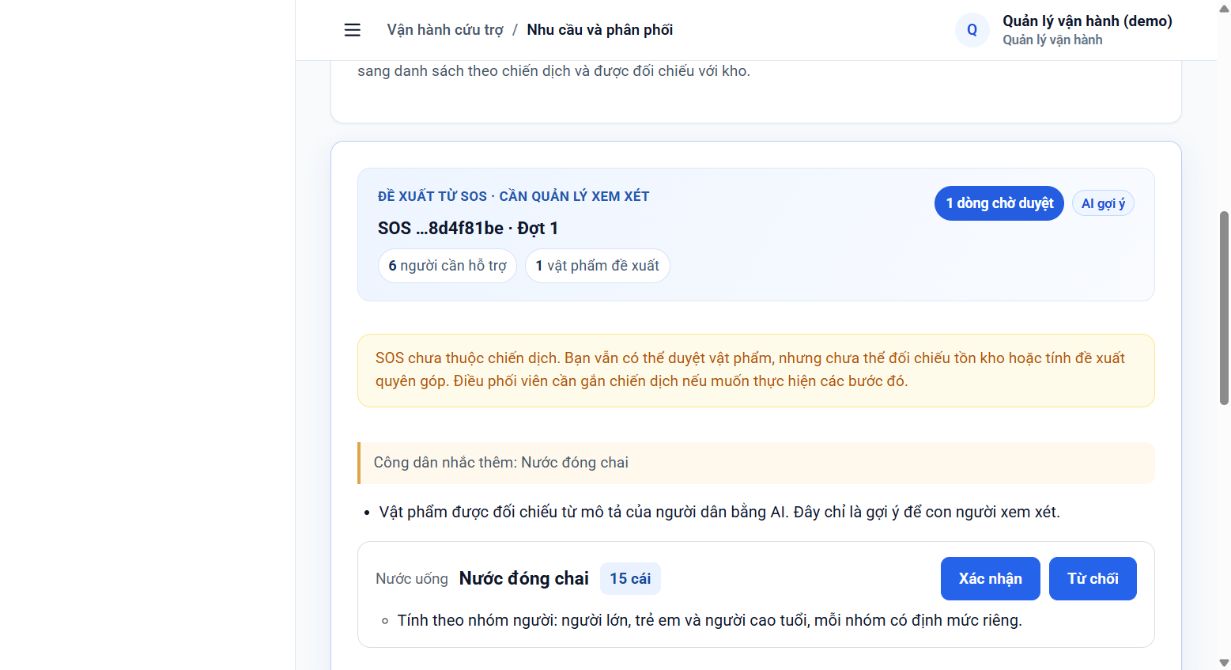 Vận hành cứu trợ / Nhu cầu và phân phối
Q
Quản lý vận hành (demo)
Quản lý vận hành
sang danh sách theo chiến dịch và được đối chiếu với kho.
ĐỀ XUẤT TỪ SOS · CẦN QUẢN LÝ XEM XÉT
1 dòng chờ duyệt
AI gợi ý
SOS …8d4f81be · Đợt 1
6 người cần hỗ trợ
1 vật phẩm đề xuất
SOS chưa thuộc chiến dịch. Bạn vẫn có thể duyệt vật phẩm, nhưng chưa thể đối chiếu tồn kho hoặc tính đề xuất
quyên góp. Điều phối viên cần gắn chiến dịch nếu muốn thực hiện các bước đó.
Công dân nhắc thêm: Nước đóng chai
Vật phẩm được đối chiếu từ mô tả của người dân bằng AI. Đây chỉ là gợi ý để con người xem xét.
Nước uống Nước đóng chai 15 cái
Xác nhận
Từ chối
Tính theo nhóm người: người lớn, trẻ em và người cao tuổi, mỗi nhóm có định mức riêng.